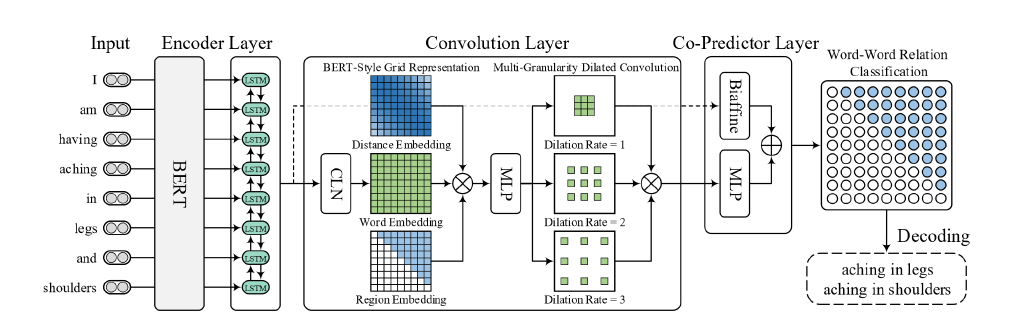 Input
Encoder Layer
Convolution Layer
Co-Predictor Layer
Word-Word Relation
Classification
I
am
having
aching
in
legs
and
shoulders
BERT
LSTM
LSTM
LSTM
LSTM
LSTM
LSTM
LSTM
LSTM
BERT-Style Grid Representation
Distance Embedding
CLN
Word Embedding
Region Embedding
MLP
Multi-Granularity Dilated Convolution
Dilation Rate = 1
Dilation Rate = 2
Dilation Rate = 3
Biaffine
MLP
Decoding
aching in legs
aching in shoulders